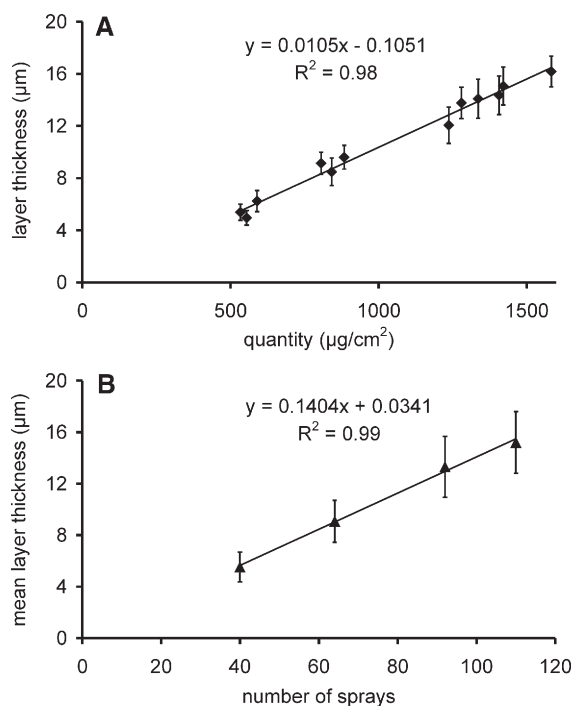 A
y = 0.0105x - 0.1051
R² = 0.98
layer thickness (µm)
20
16
12
8
4
0
0 500 1000 1500
quantity (µg/cm²)
B
y = 0.1404x + 0.0341
R² = 0.99
mean layer thickness (µm)
20
16
12
8
4
0
0 20 40 60 80 100 120
number of sprays